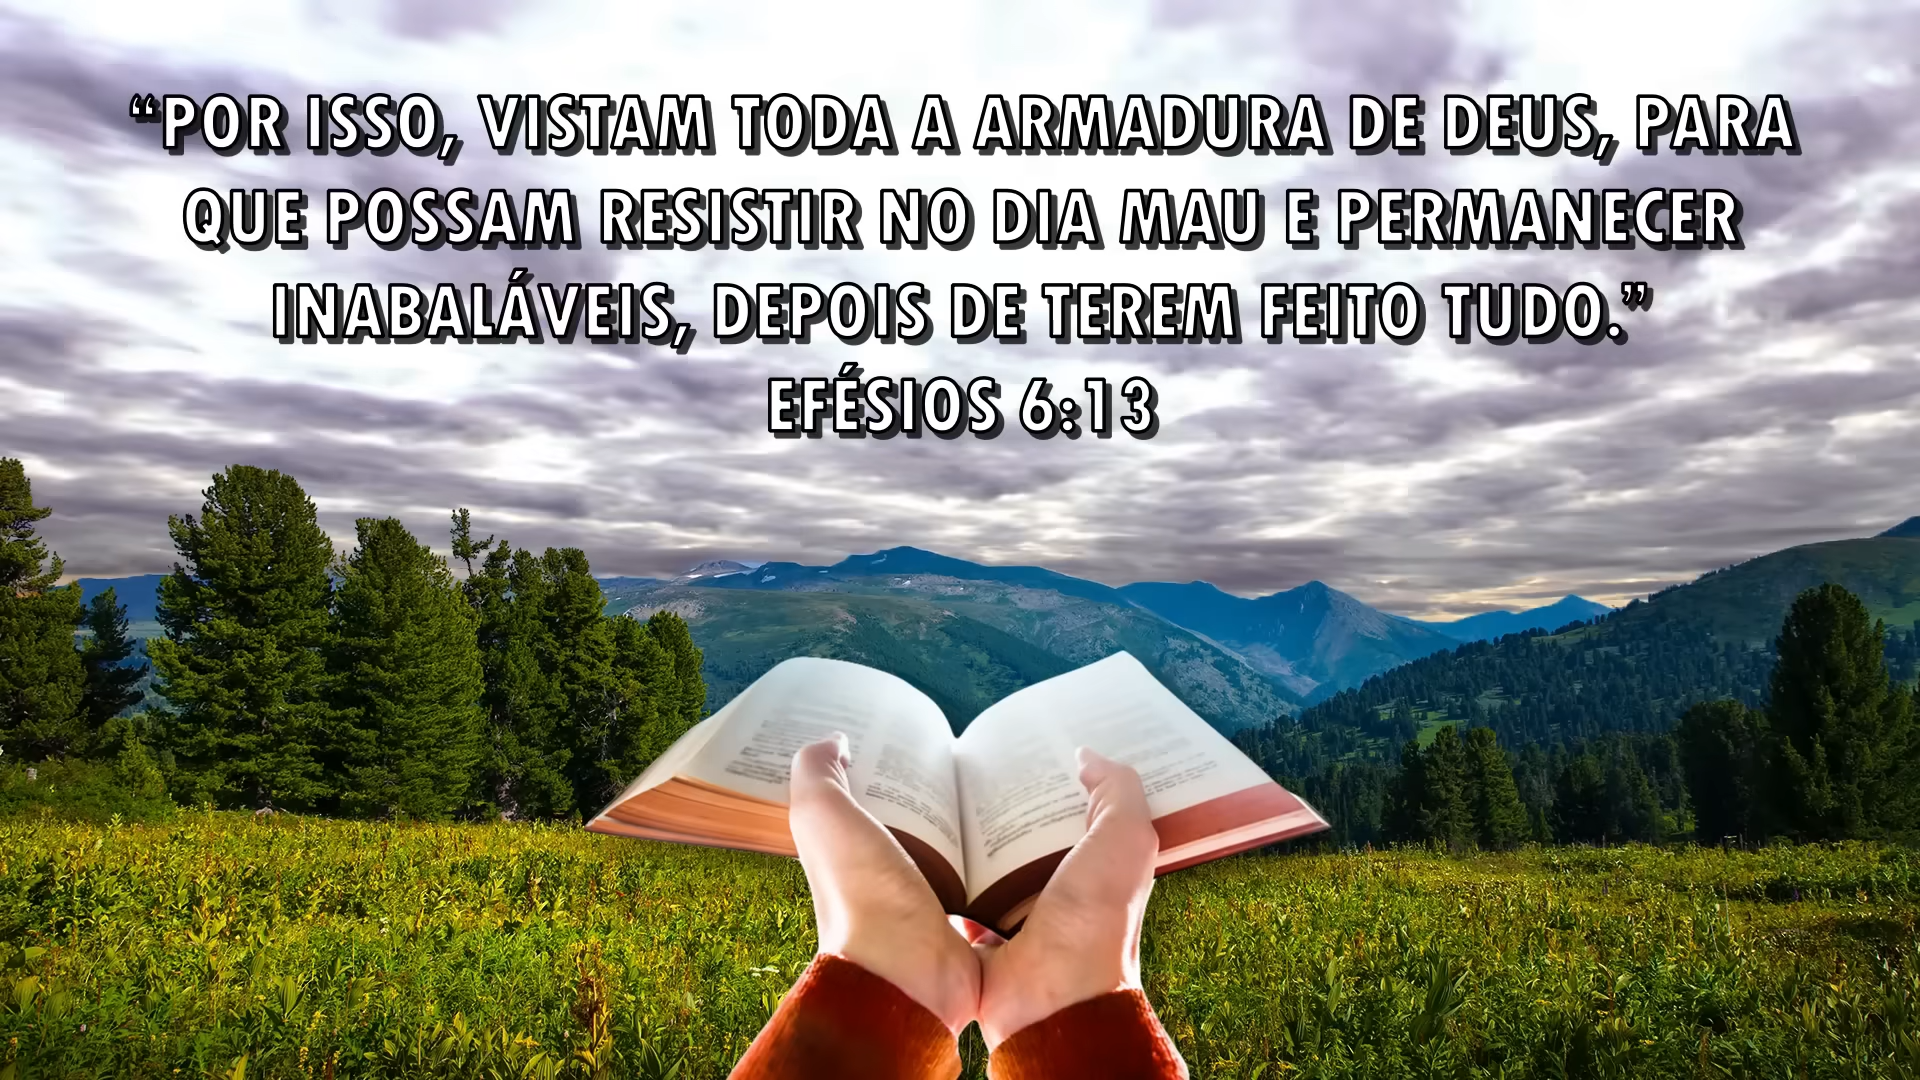 “POR ISSO, VISTAM TODA A ARMADURA DE DEUS, PARA
QUE POSSAM RESISTIR NO DIA MAU E PERMANECER
INABALÁVEIS, DEPOIS DE TEREM FEITO TUDO.”
EFÉSIOS 6:13